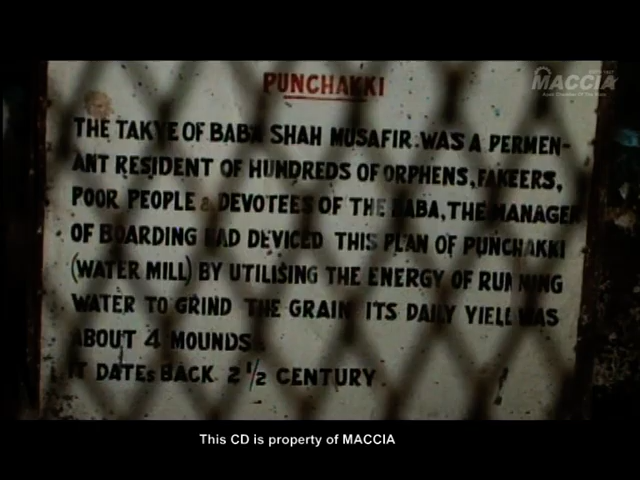 PUNCHAKKI
MACCIA
THE TAKYE OF BABA SHAH MUSAFIR. WAS A PERMEN-
ANT RESIDENT OF HUNDREDS OF ORPHENS, FAKEERS,
POOR PEOPLE & DEVOTEES OF THE BABA, THE MANAGER
OF BOARDING HAD DEVICED THIS PLAN OF PUNCHAKKI
(WATER MILL) BY UTILISING THE ENERGY OF RUNNING
WATER TO GRIND THE GRAIN ITS DAILY YIELL WAS
ABOUT 4 MOUNDS
IT DATES BACK 2 1/2 CENTURY.
This CD is property of MACCIA